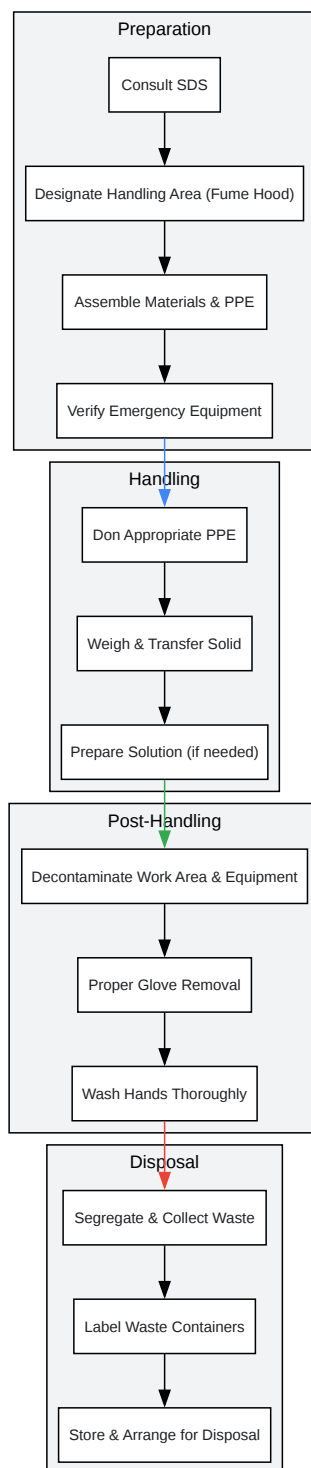 Preparation
Consult SDS
Designate Handling Area (Fume Hood)
Assemble Materials & PPE
Verify Emergency Equipment
Handling
Don Appropriate PPE
Weigh & Transfer Solid
Prepare Solution (if needed)
Post-Handling
Decontaminate Work Area & Equipment
Proper Glove Removal
Wash Hands Thoroughly
Disposal
Segregate & Collect Waste
Label Waste Containers
Store & Arrange for Disposal